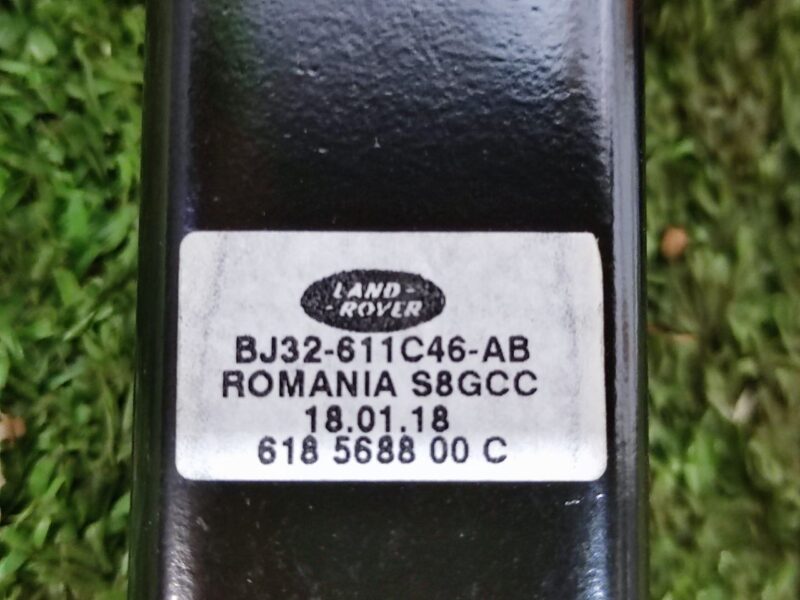 LAND-
-ROVER
BJ32-611C46-AB
ROMANIA S8GCC
18.01.18
618 5688 00 C